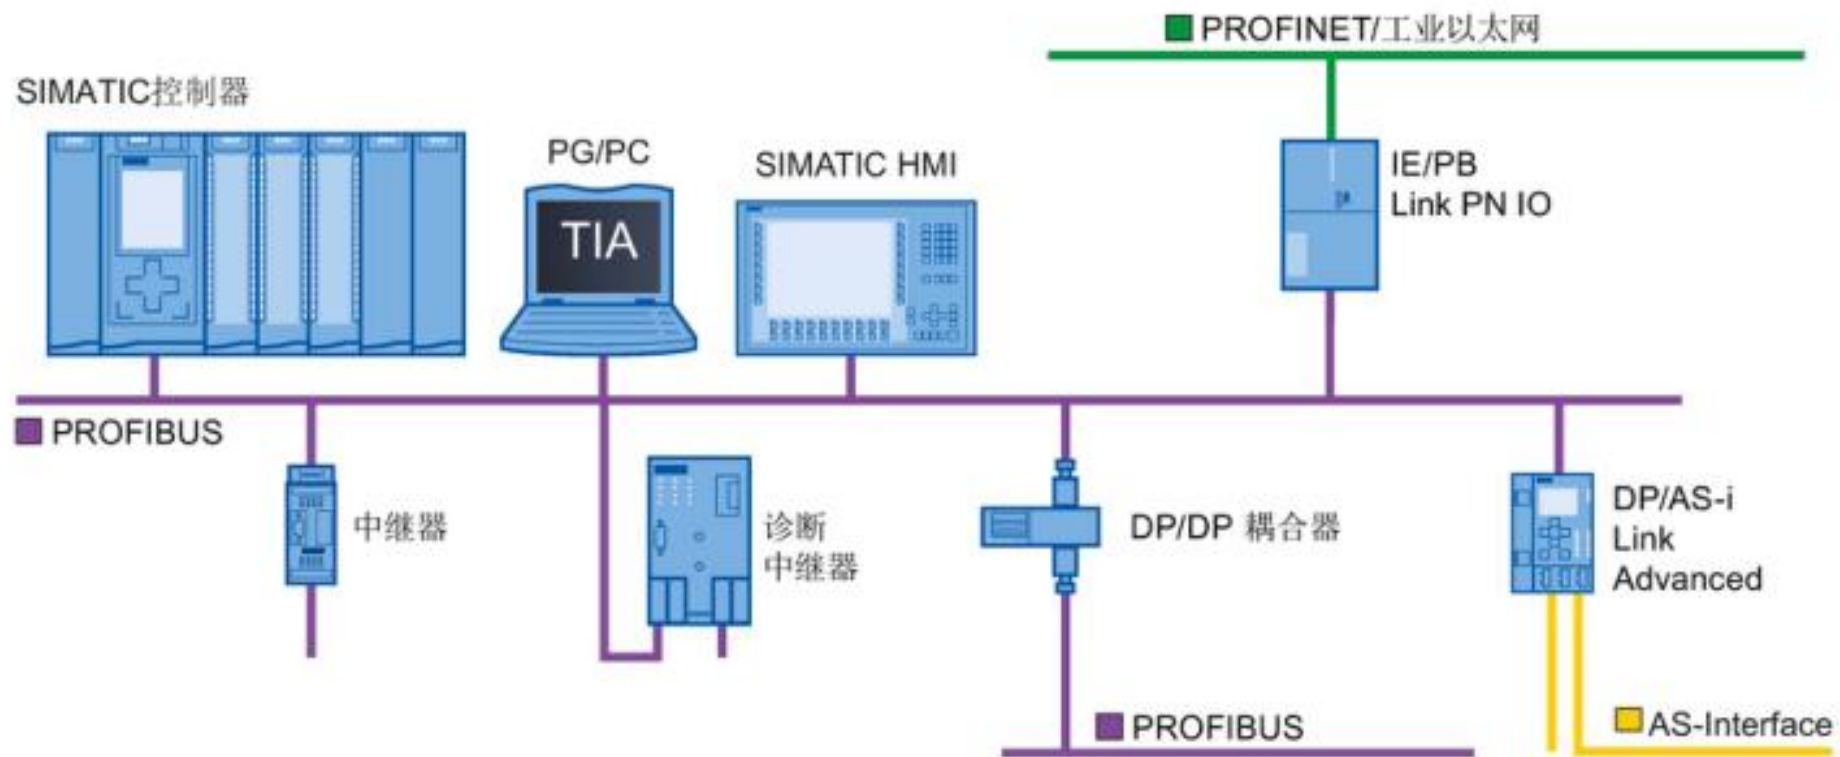 PROFINET/工业以太网
SIMATIC控制器
PG/PC
SIMATIC HMI
IE/PB
Link PN IO
TIA
PROFIBUS
中继器
诊断
中继器
DP/DP 耦合器
DP/AS-i
Link
Advanced
PROFIBUS
AS-Interface